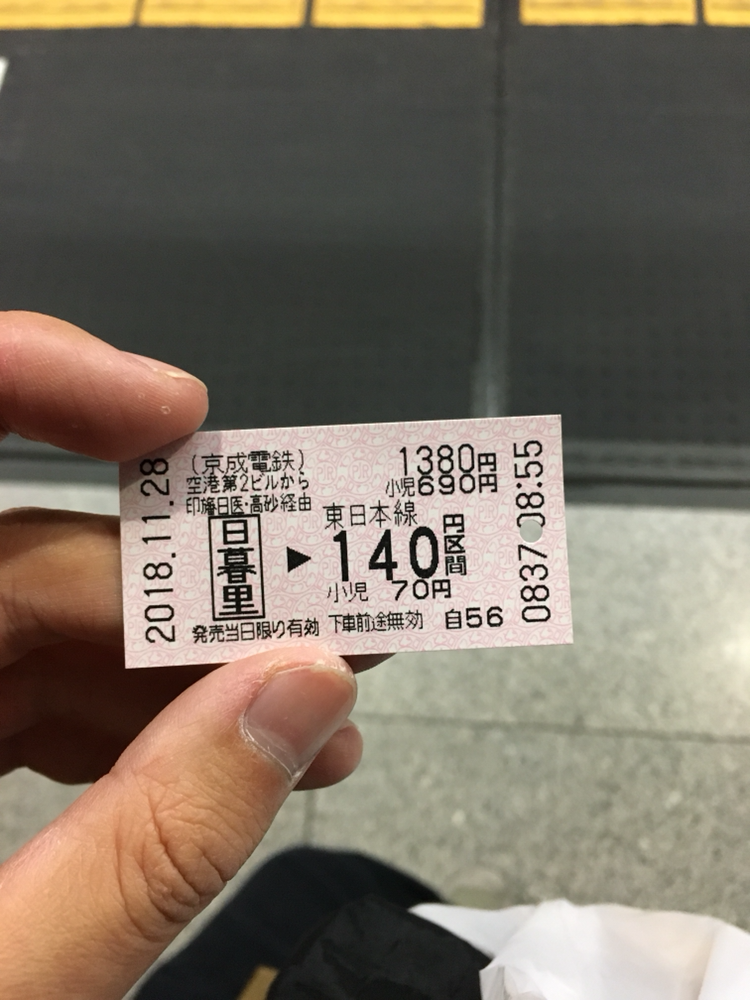 2018.11.28
(京成電鉄)
空港第2ビルから
印旛日医・高砂経由
1380円
小児690円
日暮里 ▶
東日本線
140円区間
小児 70円
発売当日限り有効 下車前途無効 自56
0837 08:55